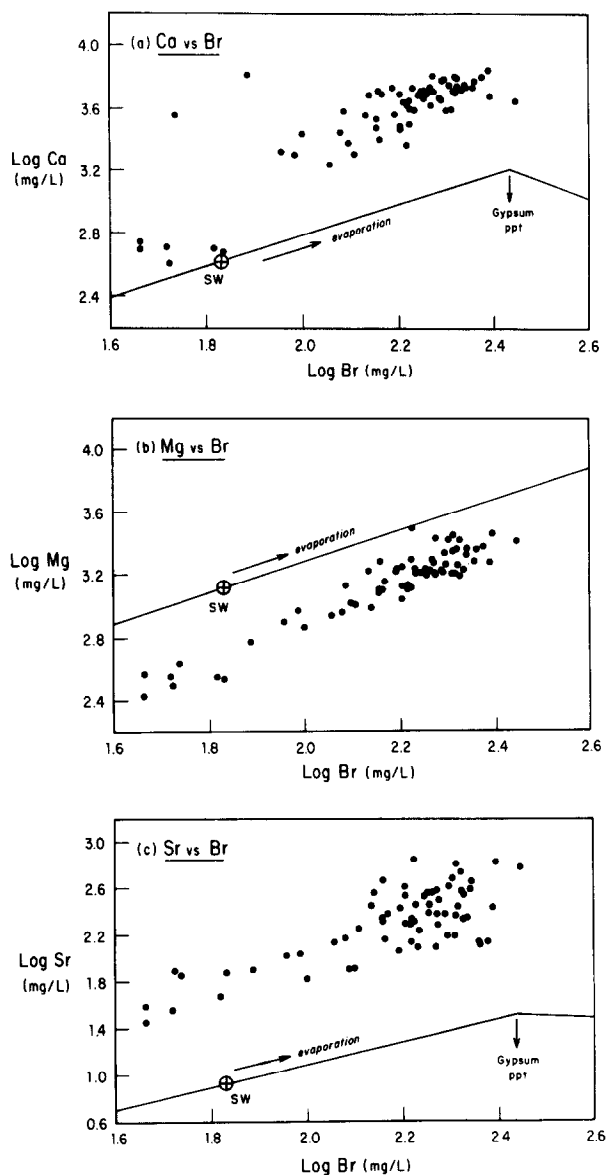 (a) Ca vs Br
4.0
3.6
Log Ca
(mg/L)
3.2
2.8
2.4
evaporation
SW
Gypsum
ppt
1.6 1.8 2.0 2.2 2.4 2.6
Log Br (mg/L)
(b) Mg vs Br
4.0
3.6
Log Mg
(mg/L)
3.2
2.8
2.4
evaporation
SW
1.6 1.8 2.0 2.2 2.4 2.6
Log Br (mg/L)
(c) Sr vs Br
3.0
2.6
2.2
Log Sr
(mg/L)
1.8
1.4
1.0
0.6
evaporation
SW
Gypsum
ppt
1.6 1.8 2.0 2.2 2.4 2.6
Log Br (mg/L)